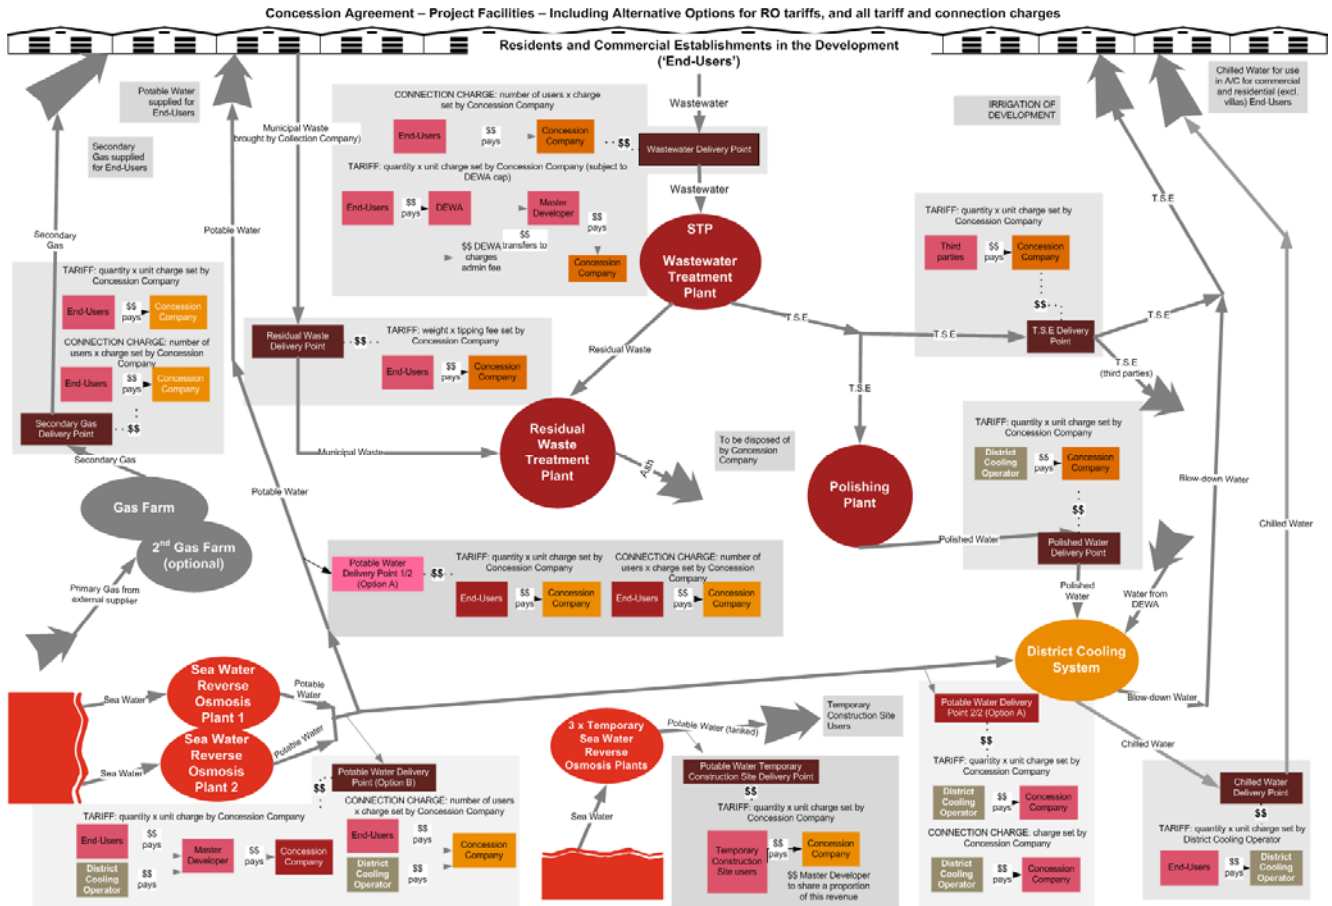 Concession Agreement – Project Facilities – Including Alternative Options for RO tariffs, and all tariff and connection charges
Residents and Commercial Establishments in the Development
('End-Users')
Potable Water
supplied for
End-Users
Secondary
Gas supplied
for End-Users
Municipal Waste
brought by Collection Company)
CONNECTION CHARGE: number of users x charge
set by Concession Company
End-Users
$$
pays
Concession
Company
$$
TARIFF: quantity x unit charge set by Concession Company (subject to
DEWA cap)
End-Users
$$
pays
DEWA
Master
Developer
$$
pays
$$ DEWA
charges
admin fee
$$
transfers to
Concession
Company
Wastewater
Wastewater Delivery Point
Wastewater
STP
Wastewater
Treatment
Plant
IRRIGATION OF
DEVELOPMENT
Chilled Water for use
in A/C for commercial
and residential (excl.
villas) End-Users
T.S.E
TARIFF: quantity x unit charge set by
Concession Company
Third
parties
$$
pays
Concession
Company
$$
T.S.E Delivery
Point
T.S.E
T.S.E
T.S.E
T.S.E
(third parties)
T.S.E
Secondary
Gas
Potable Water
TARIFF: quantity x unit charge set by
Concession Company
End-Users
$$
pays
Concession
Company
CONNECTION CHARGE: number of
users x charge set by Concession
Company
End-Users
$$
pays
Concession
Company
Secondary Gas
Delivery Point
$$
Secondary Gas
Gas Farm
2nd Gas Farm
(optional)
Primary Gas from
external supplier
Residual Waste
Delivery Point
$$
TARIFF: weight x tipping fee set by
Concession Company
End-Users
$$
pays
Concession
Company
Residual Waste
Municipal Waste
Residual
Waste
Treatment
Plant
Ash
To be disposed of
by Concession
Company
Polishing
Plant
TARIFF: quantity x unit charge set by
Concession Company
District
Cooling
Operator
$$
pays
Concession
Company
$$
Polished Water
Polished Water
Delivery Point
Polished
Water
Water from
DEWA
Blow-down Water
Chilled Water
Potable Water
Potable Water
Delivery Point 1/2
(Option A)
$$
TARIFF: quantity x unit charge set by
Concession Company
End-Users
$$
pays
Concession
Company
CONNECTION CHARGE: number of
users x charge set by Concession
Company
End-Users
$$
pays
Concession
Company
District Cooling
System
Blow-down Water
Chilled Water
Sea Water
Sea Water
Reverse
Osmosis
Plant 1
Potable
Water
Sea Water
Sea Water
Reverse
Osmosis
Plant 2
Potable Water
Potable Water Delivery
Point (Option B)
$$
TARIFF: quantity x unit charge by Concession Company
End-Users
$$
pays
District
Cooling
Operator
$$
pays
Master
Developer
$$
pays
Concession
Company
CONNECTION CHARGE: number of users
x charge set by Concession Company
End-Users
$$
pays
District
Cooling
Operator
$$
pays
Concession
Company
3 x Temporary
Sea Water
Reverse
Osmosis Plants
Sea Water
Potable Water (tanked)
Temporary
Construction Site
Users
Potable Water Temporary
Construction Site Delivery Point
$$
TARIFF: quantity x unit charge set by
Concession Company
Temporary
Construction
Site users
$$
pays
Concession
Company
$$ Master Developer
to share a proportion
of this revenue
Potable Water Delivery
Point 2/2 (Option A)
$$
TARIFF: quantity x unit charge set by
Concession Company
District
Cooling
Operator
$$
pays
Concession
Company
CONNECTION CHARGE: charge set by
Concession Company
District
Cooling
Operator
$$
pays
Concession
Company
Chilled Water
Delivery Point
$$
TARIFF: quantity x unit charge set by
District Cooling Operator
End-Users
$$
pays
District
Cooling
Operator